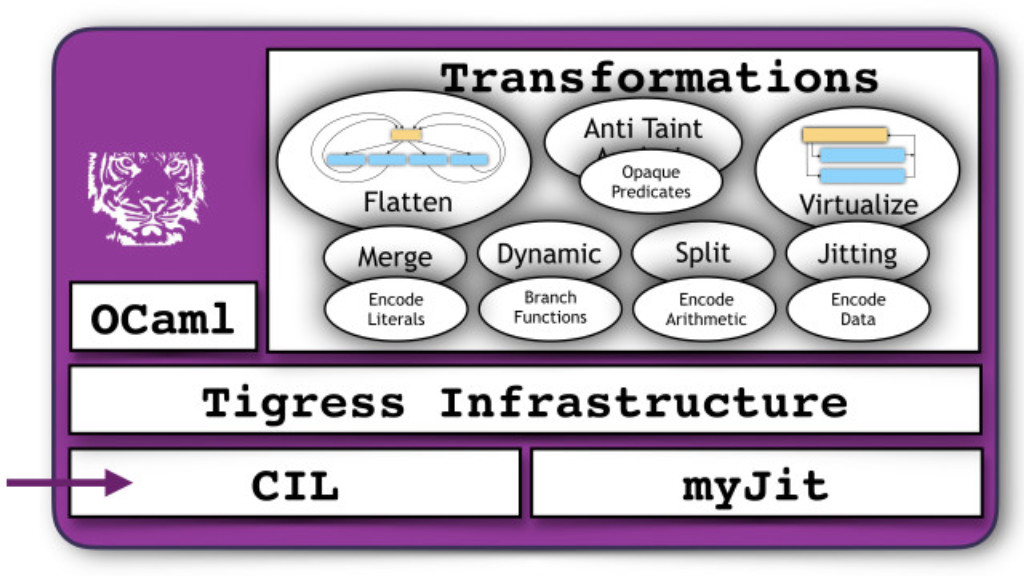 Transformations
Anti Taint
Opaque
Predicates
Flatten
Virtualize
Merge
Dynamic
Split
Jitting
Encode
Literals
Branch
Functions
Encode
Arithmetic
Encode
Data
OCaml
Tigress Infrastructure
CIL
myJit